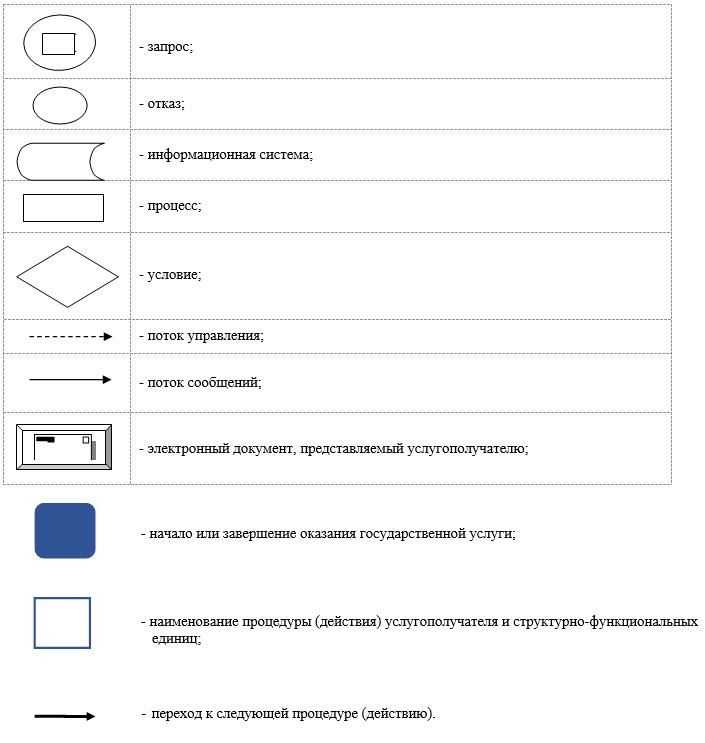 - запрос;
- отказ;
- информационная система;
- процесс;
- условие;
- поток управления;
- поток сообщений;
- электронный документ, представляемый услугополучателю;
- начало или завершение оказания государственной услуги;
- наименование процедуры (действия) услугополучателя и структурно-функциональных
единиц;
- переход к следующей процедуре (действию).